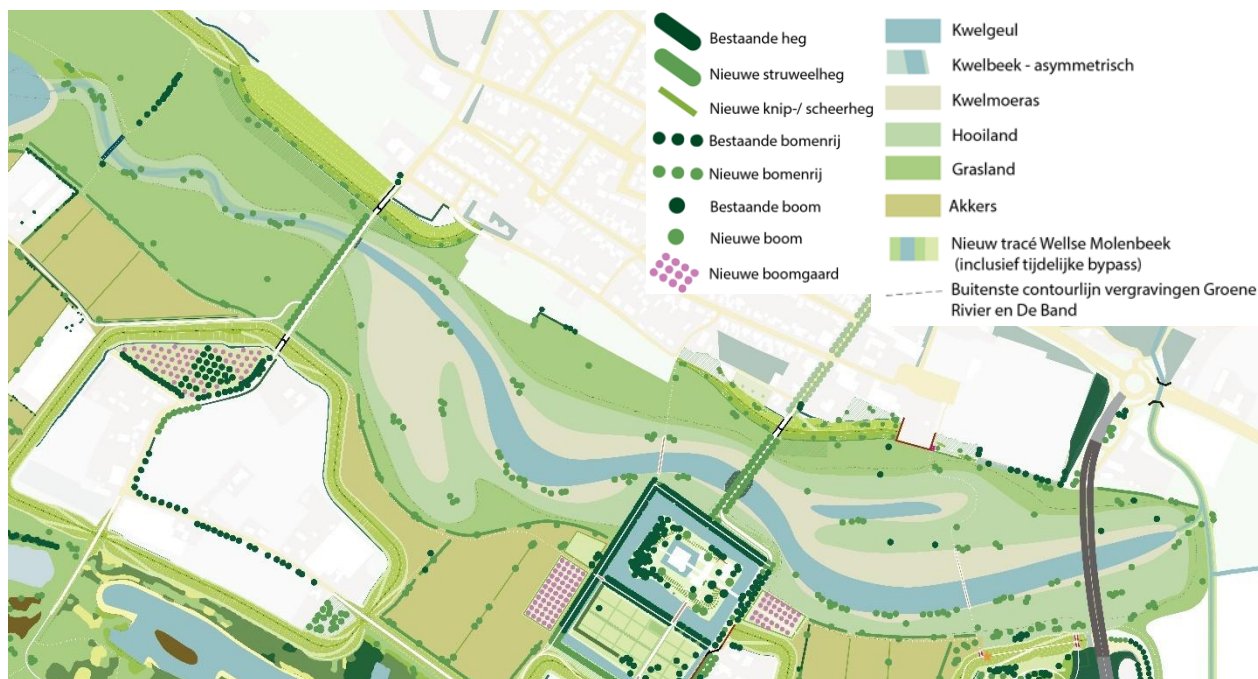 Bestaande heg
Nieuwe struweelheg
Nieuwe knip-/ scheerheg
Bestaande bomenrij
Nieuwe bomenrij
Bestaande boom
Nieuwe boom
Nieuwe boomgaard
Kwelgeul
Kwelbeek - asymmetrisch
Kwelmoeras
Hooiland
Grasland
Akkers
Nieuw tracé Wellse Molenbeek
(inclusief tijdelijke bypass)
Buitenste contourlijn vergravingen Groene
Rivier en De Band